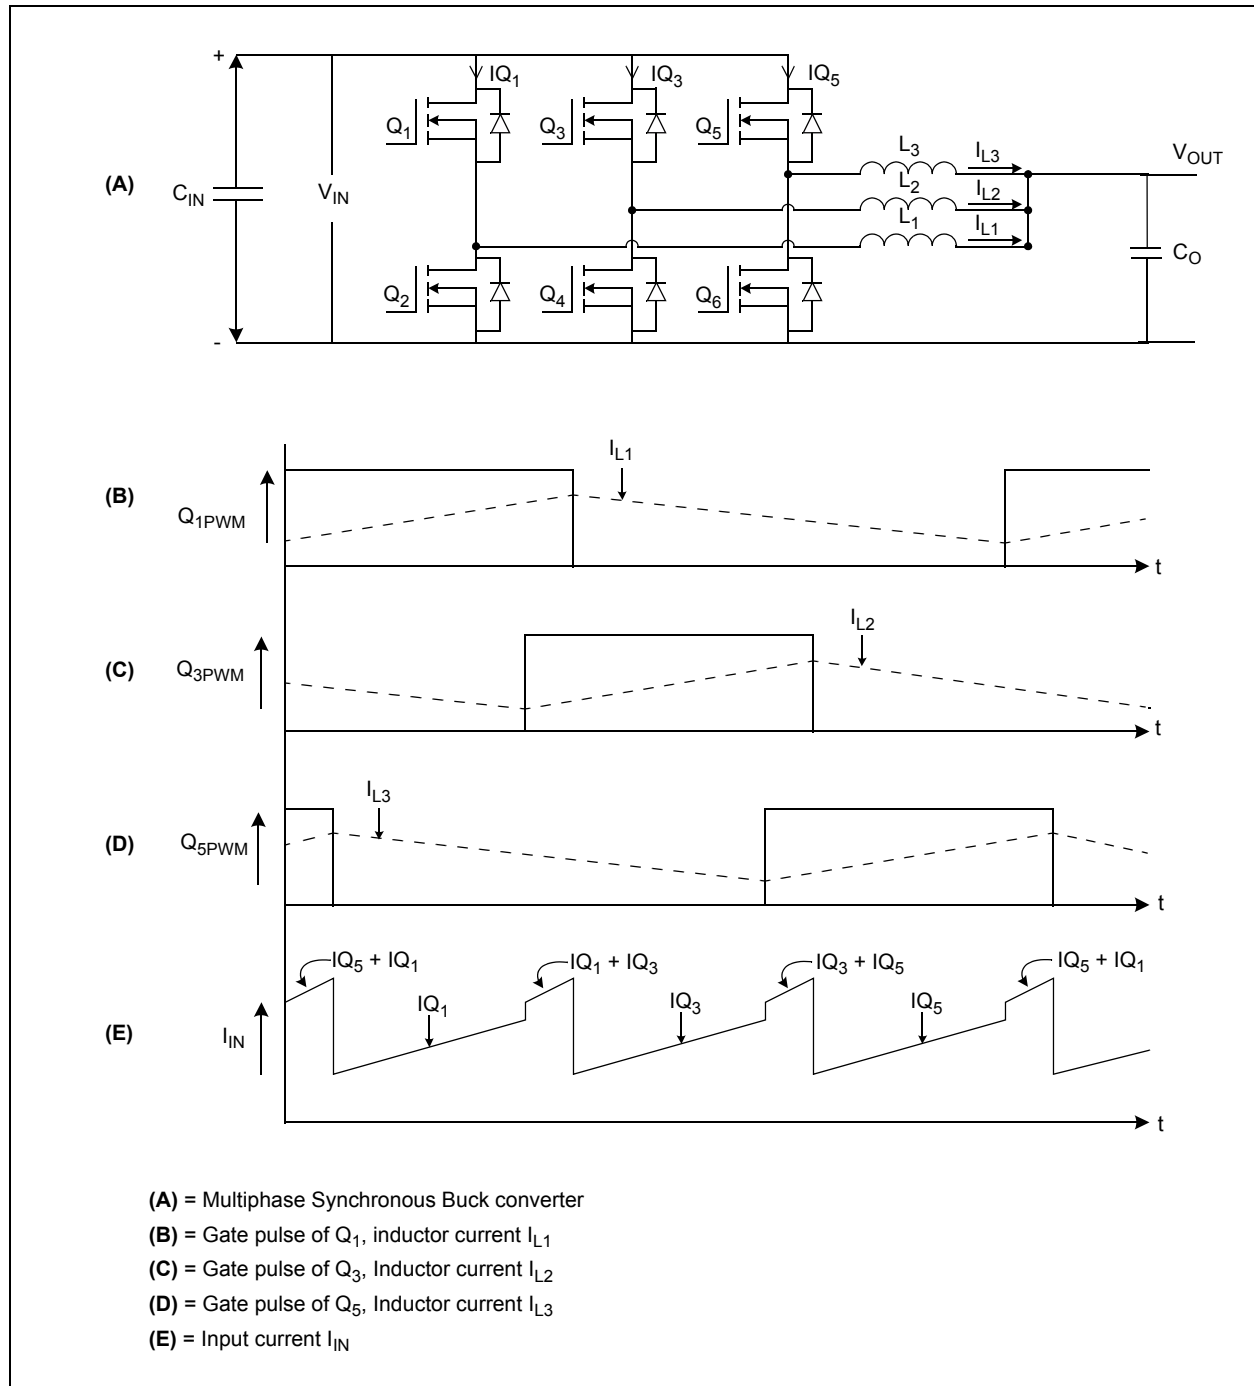 +
IQ1
IQ3
IQ5
Q1
Q3
Q5
L3
IL3
VOUT
(A)
CIN
VIN
L2
IL2
L1
IL1
CO
Q2
Q4
Q6
-
IL1
(B)
Q1PWM
t
IL2
(C)
Q3PWM
t
IL3
(D)
Q5PWM
t
IQ5 + IQ1
IQ1 + IQ3
IQ3 + IQ5
IQ5 + IQ1
IQ1
IQ3
IQ5
(E)
IIN
t
(A) = Multiphase Synchronous Buck converter
(B) = Gate pulse of Q1, inductor current IL1
(C) = Gate pulse of Q3, Inductor current IL2
(D) = Gate pulse of Q5, Inductor current IL3
(E) = Input current IIN